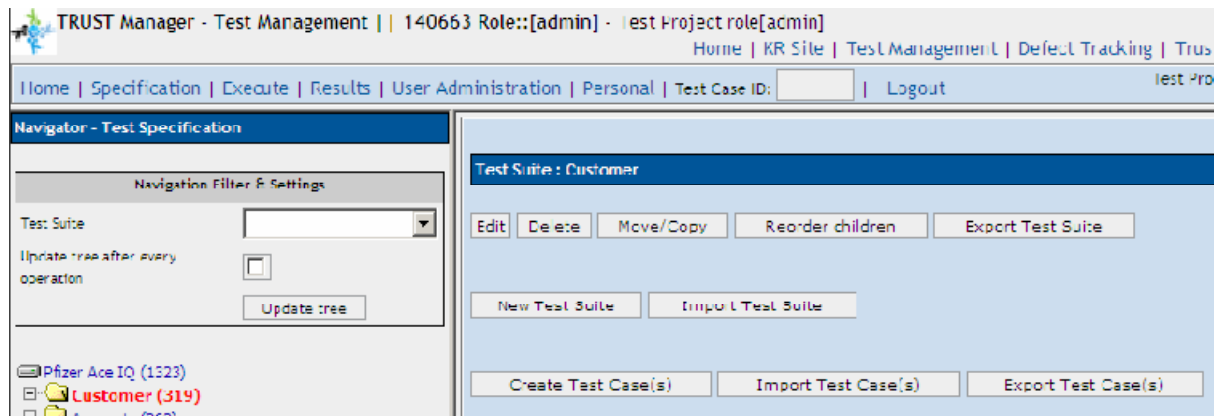 TRUST Manager - Test Management | | 140663 Role::[admin] - Test Project role[admin]
Home | KR Site | Test Management | Defect Tracking | Trus
Home | Specification | Execute | Results | User Administration | Personal | Test Case ID: | Logout
Test Pro
Navigator - Test Specification
Navigation Filter & Settings
Test Suite
Update tree after every
operation
Update tree
Pfizer Ace IQ (1323)
Customer (319)
Test Suite : Customer
Edit Delete Move/Copy Reorder children Export Test Suite
New Test Suite Import Test Suite
Create Test Case(s) Import Test Case(s) Export Test Case(s)